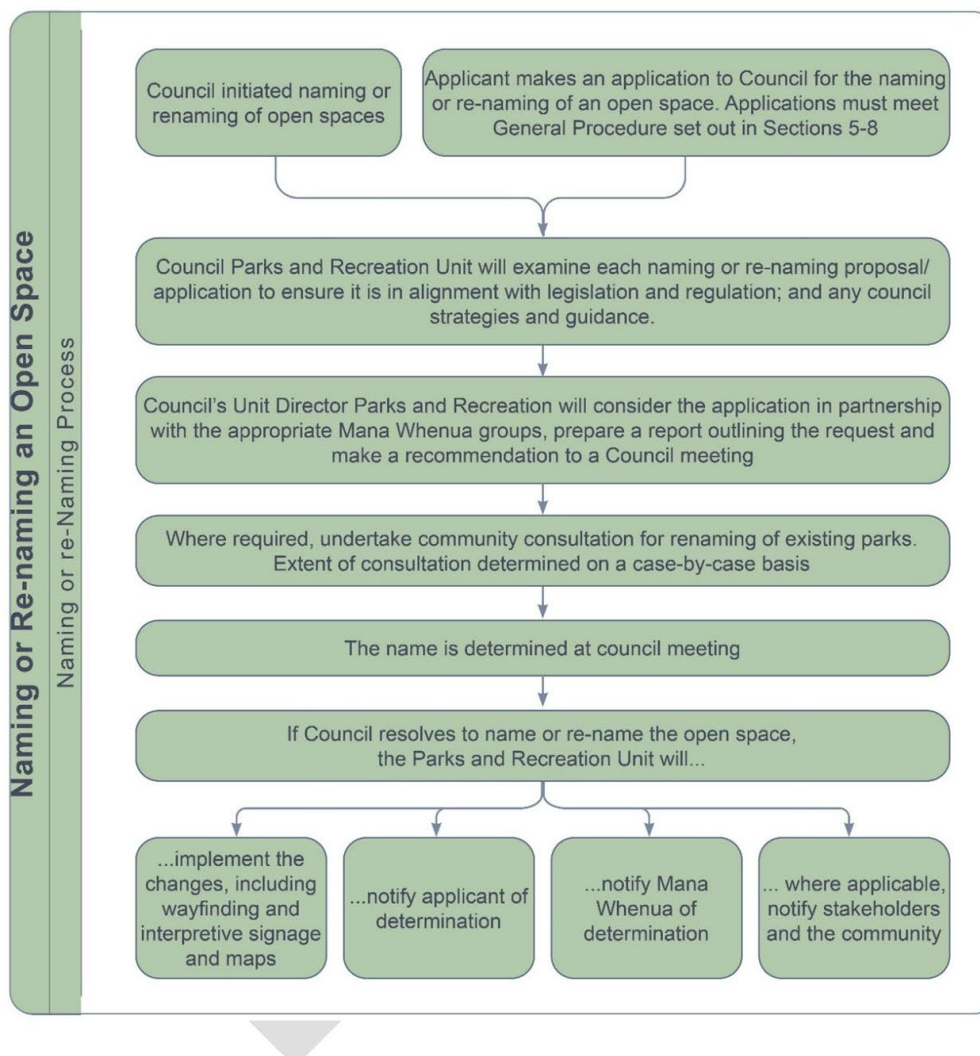 Naming or Re-naming an Open Space
Naming or re-Naming Process
Council initiated naming or
renaming of open spaces
Applicant makes an application to Council for the naming
or re-naming of an open space. Applications must meet
General Procedure set out in Sections 5-8
Council Parks and Recreation Unit will examine each naming or re-naming proposal/
application to ensure it is in alignment with legislation and regulation; and any council
strategies and guidance.
Council's Unit Director Parks and Recreation will consider the application in partnership
with the appropriate Mana Whenua groups, prepare a report outlining the request and
make a recommendation to a Council meeting
Where required, undertake community consultation for renaming of existing parks.
Extent of consultation determined on a case-by-case basis
The name is determined at council meeting
If Council resolves to name or re-name the open space,
the Parks and Recreation Unit will...
...implement the
changes, including
wayfinding and
interpretive signage
and maps
...notify applicant of
determination
...notify Mana
Whenua of
determination
... where applicable,
notify stakeholders
and the community